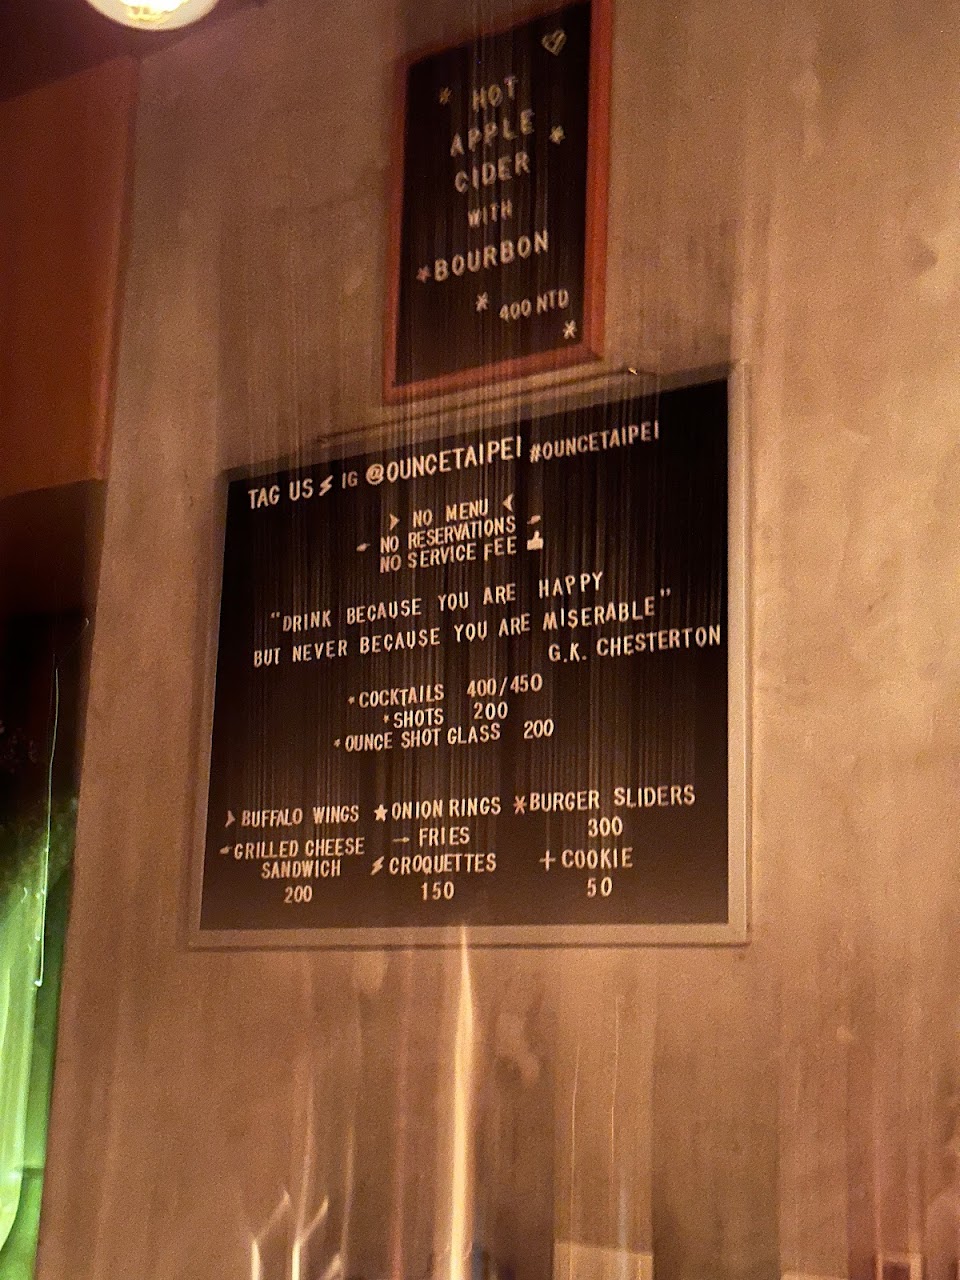 HOT
APPLE
CIDER
WITH
BOURBON
400 NTD
TAG US IG @OUNCETAIPEI #OUNCETAIPEI
NO MENU
NO RESERVATIONS
NO SERVICE FEE
"DRINK BECAUSE YOU ARE HAPPY
BUT NEVER BECAUSE YOU ARE MISERABLE"
G.K. CHESTERTON
*COCKTAILS 400/450
*SHOTS 200
*OUNCE SHOT GLASS 200
BUFFALO WINGS
GRILLED CHEESE
SANDWICH
200
★ONION RINGS
→ FRIES
CROQUETTES
150
*BURGER SLIDERS
300
+COOKIE
50